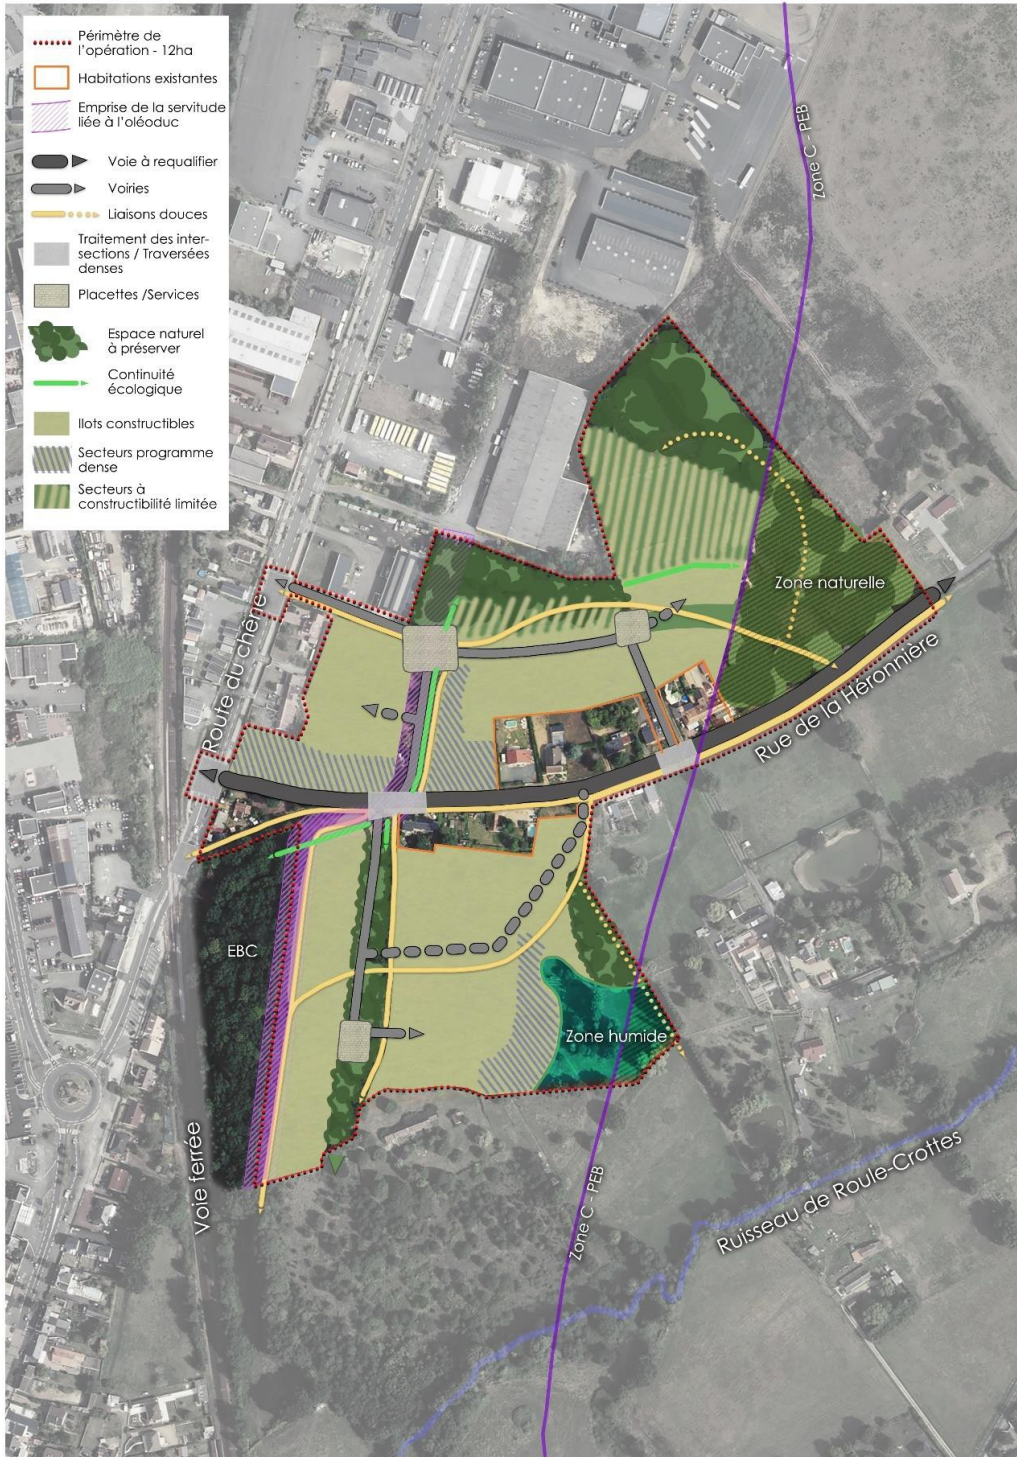 Périmètre de
l'opération - 12ha
Habitations existantes
Emprise de la servitude
liée à l'oléoduc
Voie à requalifier
Voiries
Liaisons douces
Traitement des inter-
sections / Traversées
denses
Placettes /Services
Espace naturel
à préserver
Continuité
écologique
Ilots constructibles
Secteurs programme
dense
Secteurs à
constructibilité limitée
zone C - PEB
Zone naturelle
Route du chêne
Rue de la Héronnière
EBC
Zone humide
Voie ferrée
Zone C - PEB
Ruisseau de Roule-Crottes